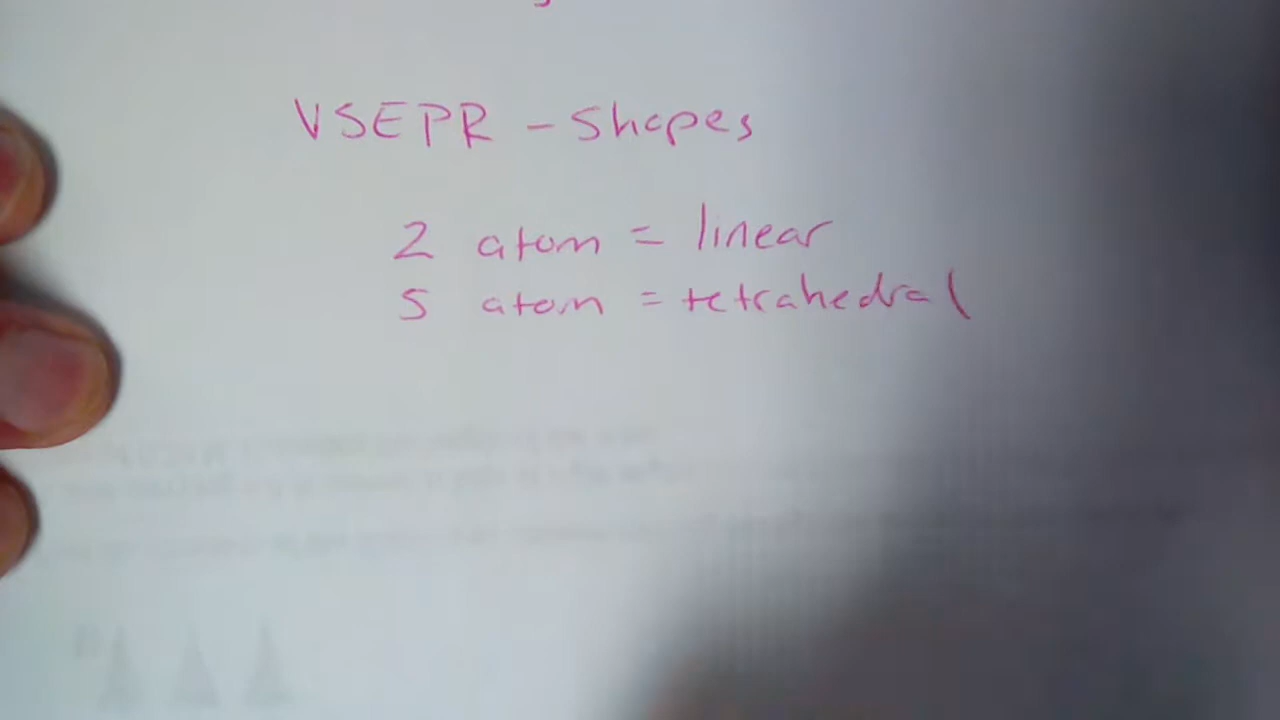 VSEPR - Shapes
2 atom = linear
5 atom = tetrahedral